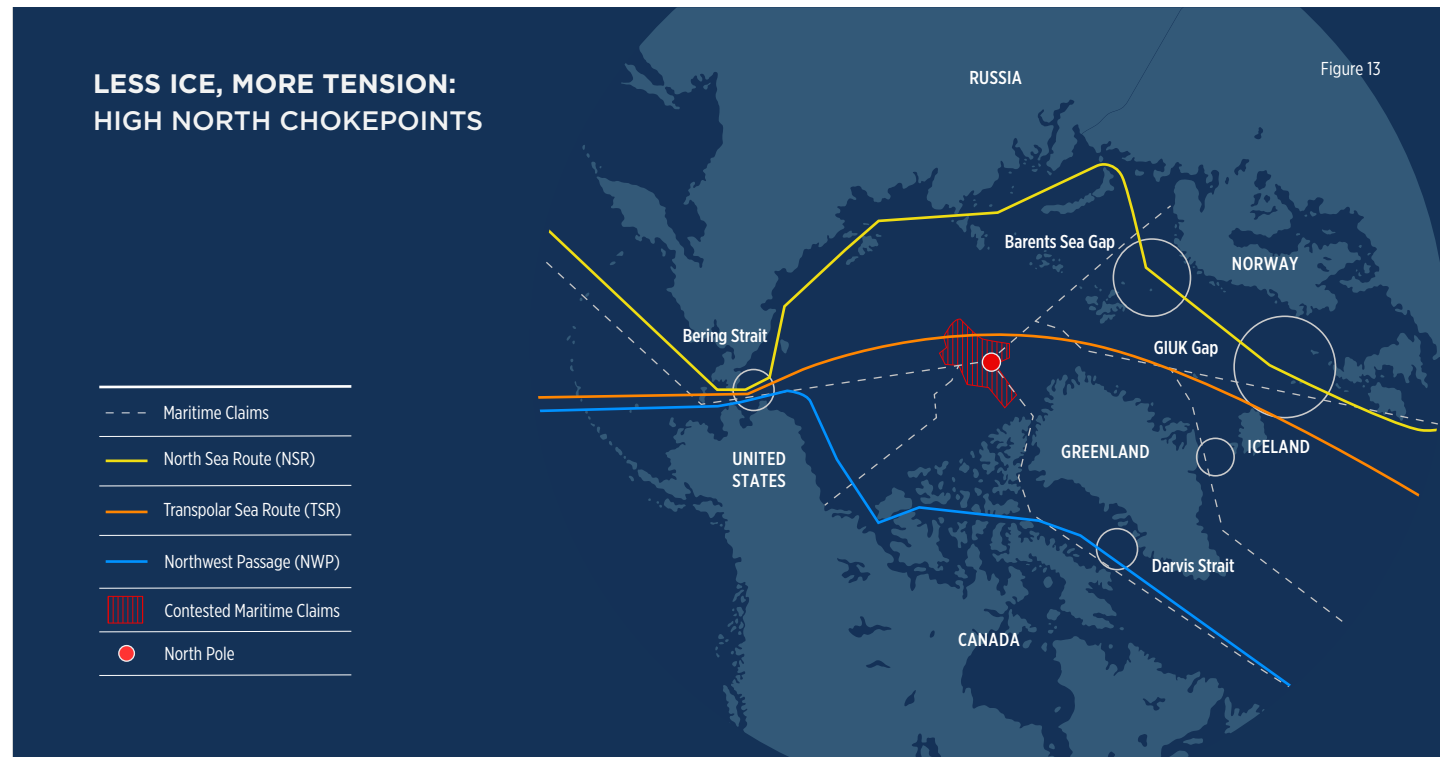 LESS ICE, MORE TENSION:
HIGH NORTH CHOKEPOINTS
Figure 13
RUSSIA
Barents Sea Gap
NORWAY
Bering Strait
GIUK Gap
UNITED
STATES
GREENLAND
ICELAND
Darvis Strait
CANADA
Maritime Claims
North Sea Route (NSR)
Transpolar Sea Route (TSR)
Northwest Passage (NWP)
Contested Maritime Claims
North Pole